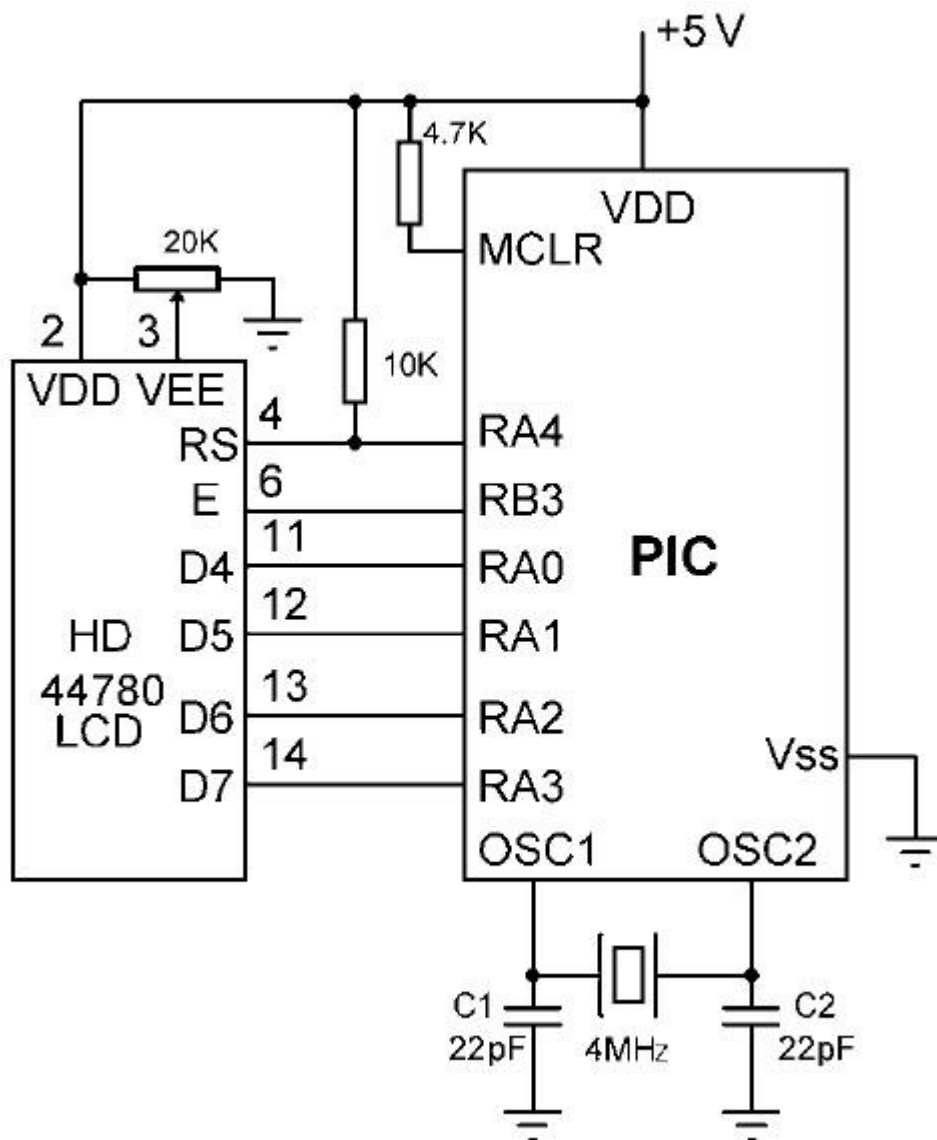 +5 V
4.7K
VDD
MCLR
20K
2 3
10K
VDD VEE
4
RS
RA4
6
E
RB3
11
D4
RA0
PIC
12
D5
RA1
HD
44780
LCD
13
D6
RA2
14
D7
RA3
Vss
OSC1 OSC2
C1
22pF
4MHz
C2
22pF